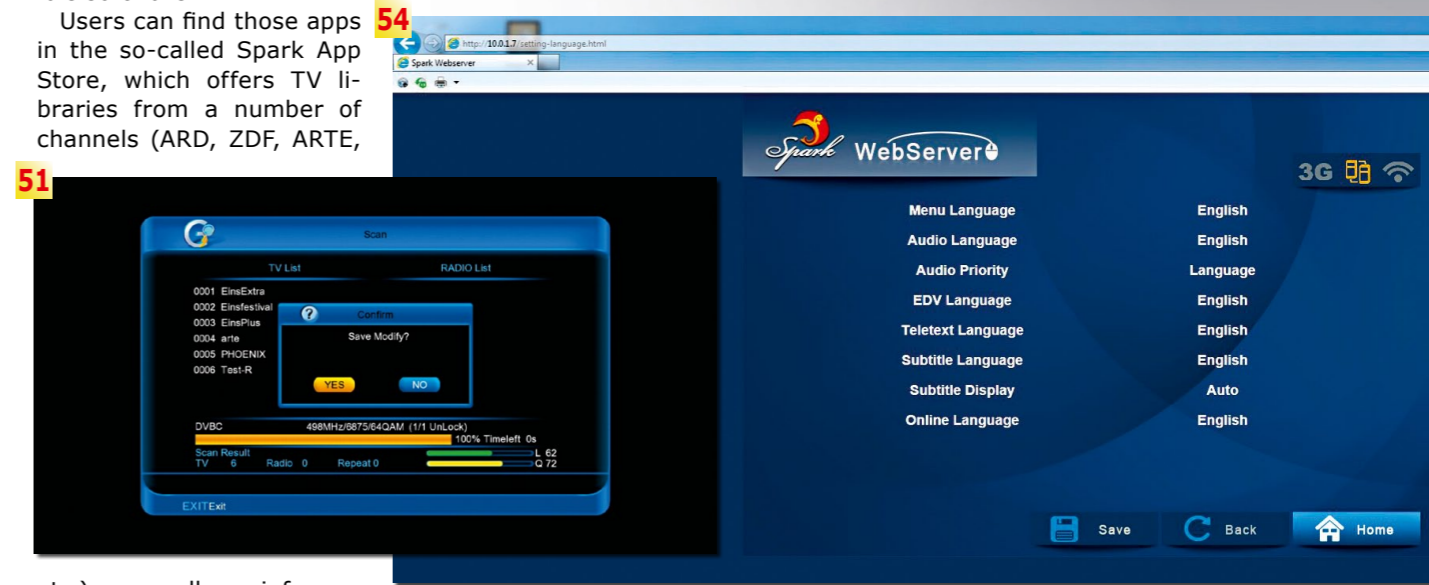 Users can find those apps
in the so-called Spark App
Store, which offers TV li-
braries from a number of
channels (ARD, ZDF, ARTE,
51
Scan
TV List RADIO List
0001 EinsExtra
0002 Einsfestival
0003 EinsPlus
0004 arte
0005 PHOENIX
0006 Test-R
Confirm
Save Modify?
YES NO
DVBC 498MHz/6875/64QAM (1/1 UnLock)
100% Timeleft 0s
Scan Result L 62
TV 6 Radio 0 Repeat 0 Q 72
EXITExit
54
http://10.0.1.7/setting-language.html
Spark Webserver
Spark WebServer
3G
Menu Language English
Audio Language English
Audio Priority Language
EDV Language English
Teletext Language English
Subtitle Language English
Subtitle Display Auto
Online Language English
Save Back Home